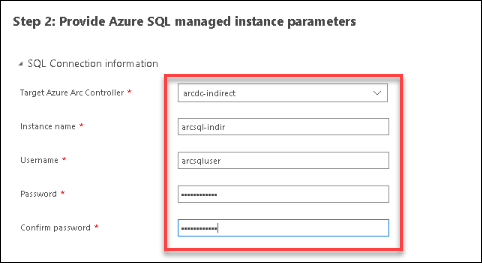 Step 2: Provide Azure SQL managed instance parameters
SQL Connection information
Target Azure Arc Controller * arcdc-indirect
Instance name * arcsql-indir
Username * arcsqluser
Password * ••••••••••••
Confirm password * ••••••••••••